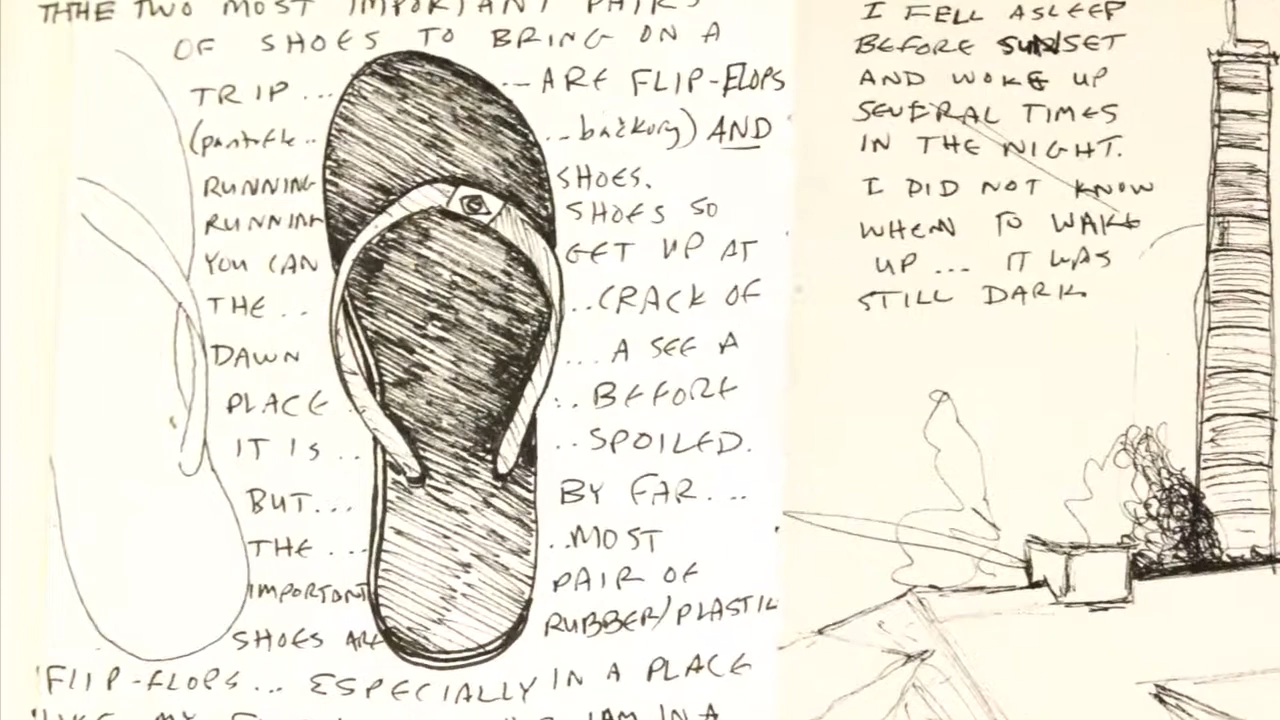 THE TWO MOST IMPORTANT PAIRS
OF SHOES TO BRING ON A
TRIP... ...ARE FLIP-FLOPS
AND
RUNNING SHOES.
RUNNING SHOES SO
YOU CAN GET UP AT
THE... ...CRACK OF
DAWN ...A SEE A
PLACE... ...BEFORE
IT IS... ...SPOILED.
BUT... BY FAR...
THE... ...MOST
IMPORTANT PAIR OF
SHOES ARE RUBBER/PLASTIC
FLIP-FLOPS... ESPECIALLY IN A PLACE
I AM IN A
I FELL ASLEEP
BEFORE SUNSET
AND WOKE UP
SEVERAL TIMES
IN THE NIGHT.
I DID NOT KNOW
WHEN TO WAKE
UP... IT WAS
STILL DARK